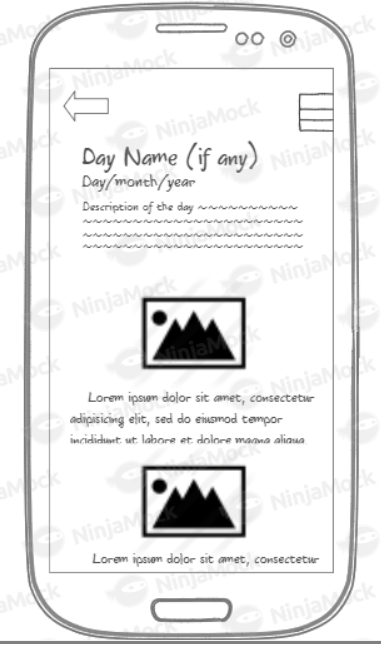 Day Name (if any)
Day/month/year
Description of the day ~~~~~~~~~~
~~~~~~~~~~~~~~~~~~~~~~
~~~~~~~~~~~~~~~~~~~~~~
~~~~~~~~~~~~~~~~~~~~~~
Lorem ipsum dolor sit amet, consectetur
adipisicing elit, sed do eiusmod tempor
incididunt ut labore et dolore magna aliqua
Lorem ipsum dolor sit amet, consectetur
NinjaMock